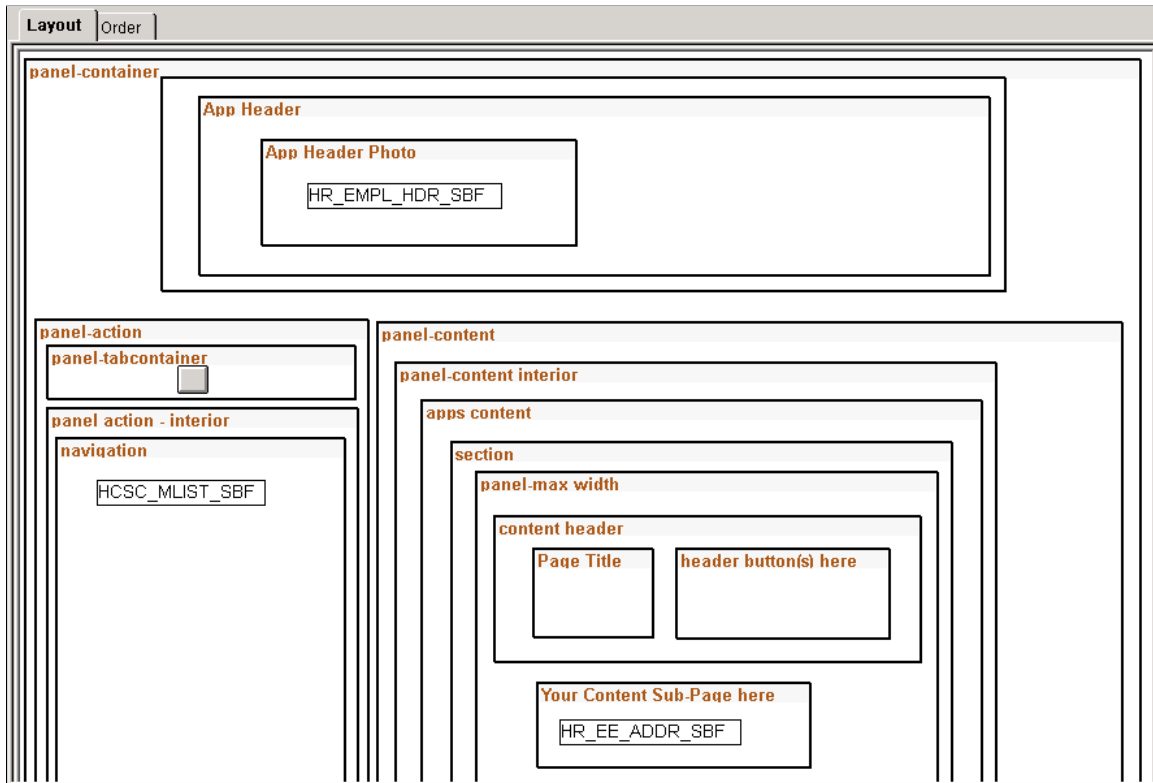 Layout
Order
panel-container
App Header
App Header Photo
HR_EMPL_HDR_SBF
panel-action
panel-tabcontainer
panel action - interior
navigation
HCSC_MLIST_SBF
panel-content
panel-content interior
apps content
section
panel-max width
content header
Page Title
header button(s) here
Your Content Sub-Page here
HR_EE_ADDR_SBF